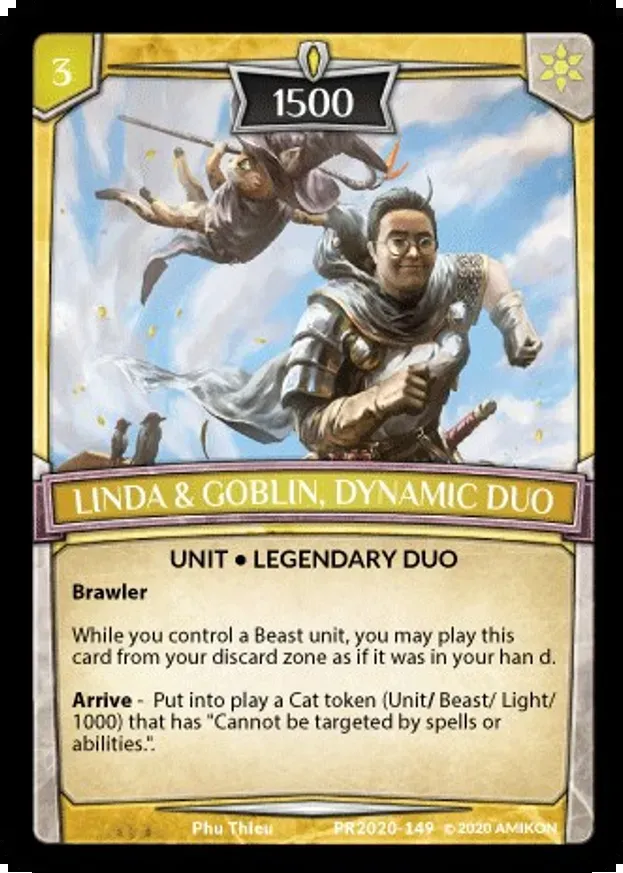 3
1500
LINDA & GOBLIN, DYNAMIC DUO
UNIT • LEGENDARY DUO
Brawler
While you control a Beast unit, you may play this
card from your discard zone as if it was in your han d.
Arrive - Put into play a Cat token (Unit/ Beast/ Light/
1000) that has "Cannot be targeted by spells or
abilities.".
Phu Thieu PR2020-149 © 2020 AMIKON